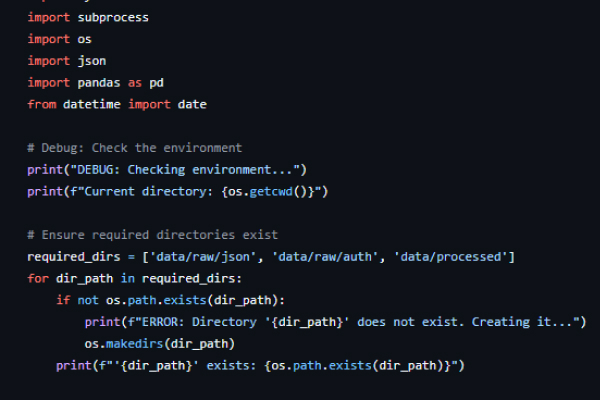 import subprocess
import os
import json
import pandas as pd
from datetime import date
# Debug: Check the environment
print("DEBUG: Checking environment...")
print(f"Current directory: {os.getcwd()}")
# Ensure required directories exist
required_dirs = ['data/raw/json', 'data/raw/auth', 'data/processed']
for dir_path in required_dirs:
    if not os.path.exists(dir_path):
        print(f"ERROR: Directory '{dir_path}' does not exist. Creating it...")
        os.makedirs(dir_path)
    print(f"'{dir_path}' exists: {os.path.exists(dir_path)}")